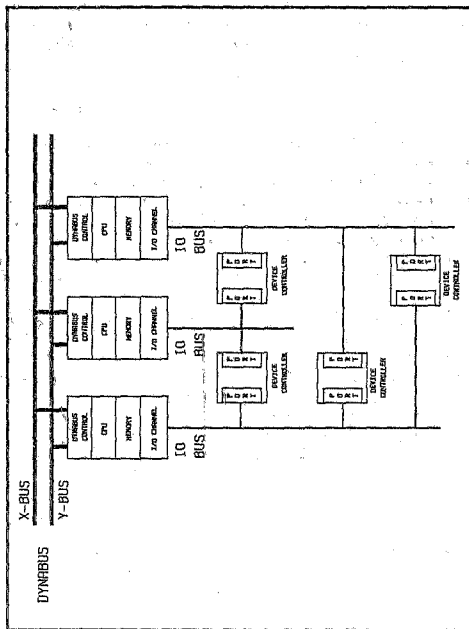 X-BUS
DYNABUS
Y-BUS
DYNABUS
CONTROL
CPU
MEMORY
I/O CHANNEL
DYNABUS
CONTROL
CPU
MEMORY
I/O CHANNEL
DYNABUS
CONTROL
CPU
MEMORY
I/O CHANNEL
IO
BUS
IO
BUS
IO
BUS
PORT
PORT
DEVICE
CONTROLLER
PORT
PORT
DEVICE
CONTROLLER
PORT
PORT
DEVICE
CONTROLLER
PORT
PORT
DEVICE
CONTROLLER